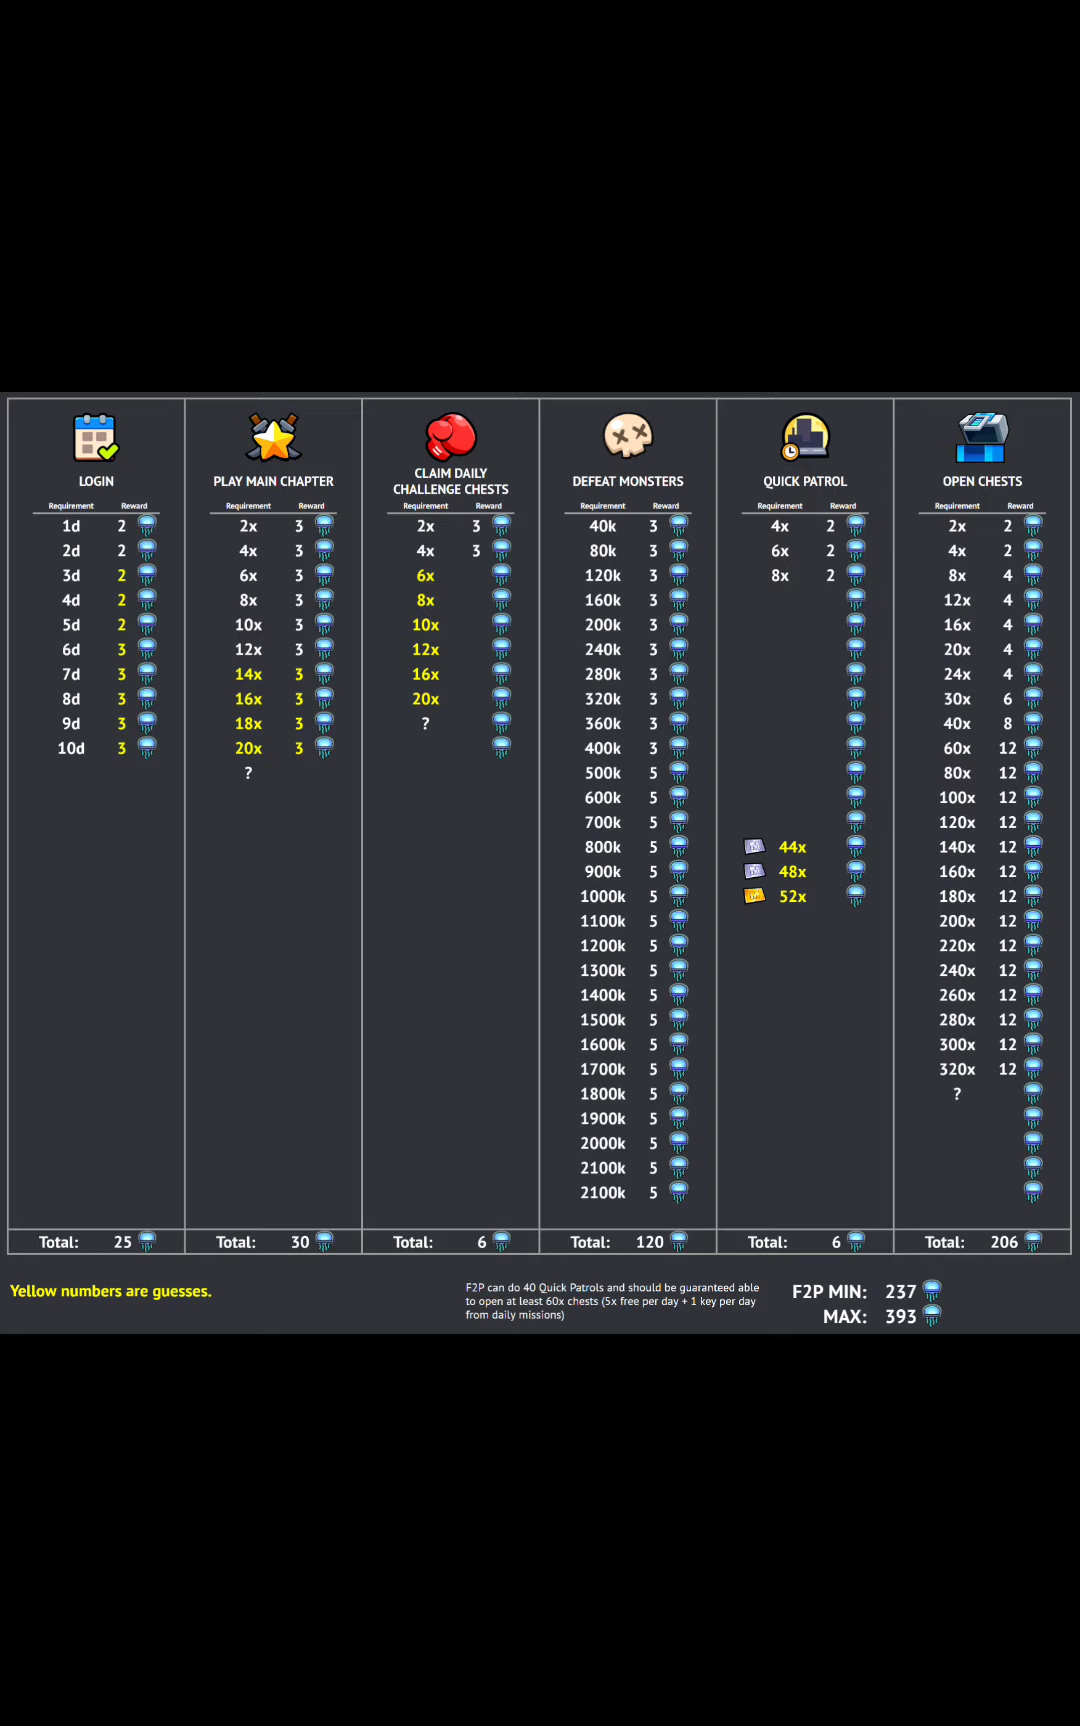 LOGIN
Requirement Reward
1d 2
2d 2
3d 2
4d 2
5d 2
6d 3
7d 3
8d 3
9d 3
10d 3
Total: 25
PLAY MAIN CHAPTER
Requirement Reward
2x 3
4x 3
6x 3
8x 3
10x 3
12x 3
14x 3
16x 3
18x 3
20x 3
?
Total: 30
CLAIM DAILY
CHALLENGE CHESTS
Requirement Reward
2x 3
4x 3
6x
8x
10x
12x
16x
20x
?
Total: 6
DEFEAT MONSTERS
Requirement Reward
40k 3
80k 3
120k 3
160k 3
200k 3
240k 3
280k 3
320k 3
360k 3
400k 3
500k 5
600k 5
700k 5
800k 5
900k 5
1000k 5
1100k 5
1200k 5
1300k 5
1400k 5
1500k 5
1600k 5
1700k 5
1800k 5
1900k 5
2000k 5
2100k 5
2100k 5
Total: 120
QUICK PATROL
Requirement Reward
4x 2
6x 2
8x 2
44x
48x
52x
Total: 6
OPEN CHESTS
Requirement Reward
2x 2
4x 2
8x 4
12x 4
16x 4
20x 4
24x 4
30x 6
40x 8
60x 12
80x 12
100x 12
120x 12
140x 12
160x 12
180x 12
200x 12
220x 12
240x 12
260x 12
280x 12
300x 12
320x 12
?
Total: 206
Yellow numbers are guesses.
F2P can do 40 Quick Patrols and should be guaranteed able
to open at least 60x chests (5x free per day + 1 key per day
from daily missions)
F2P MIN: 237
MAX: 393